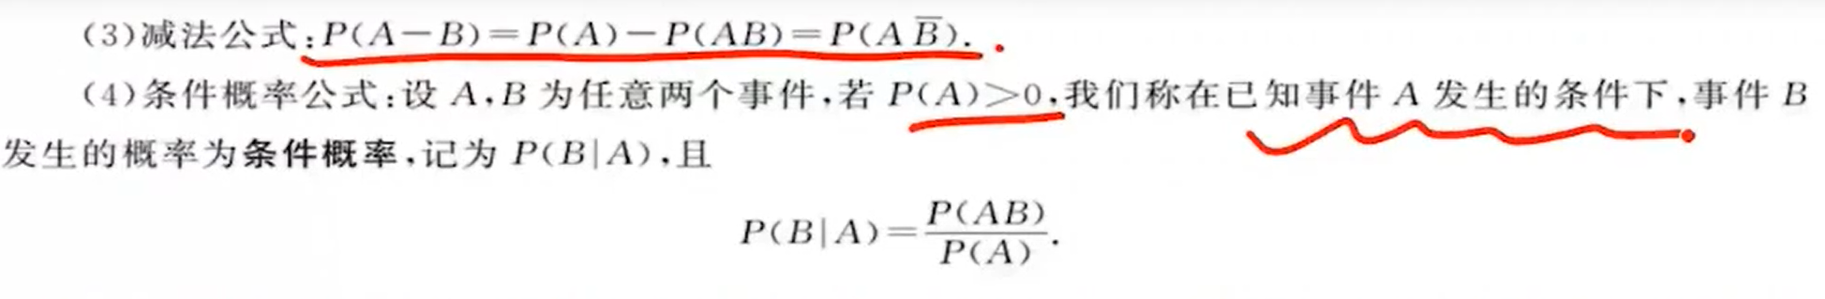 (3)减法公式:P(A-B)=P(A)-P(AB)=P(A B̅).
(4)条件概率公式:设 A,B 为任意两个事件,若 P(A)>0,我们称在已知事件 A 发生的条件下,事件 B
发生的概率为条件概率,记为 P(B|A),且
P(B|A)=P(AB)/P(A).